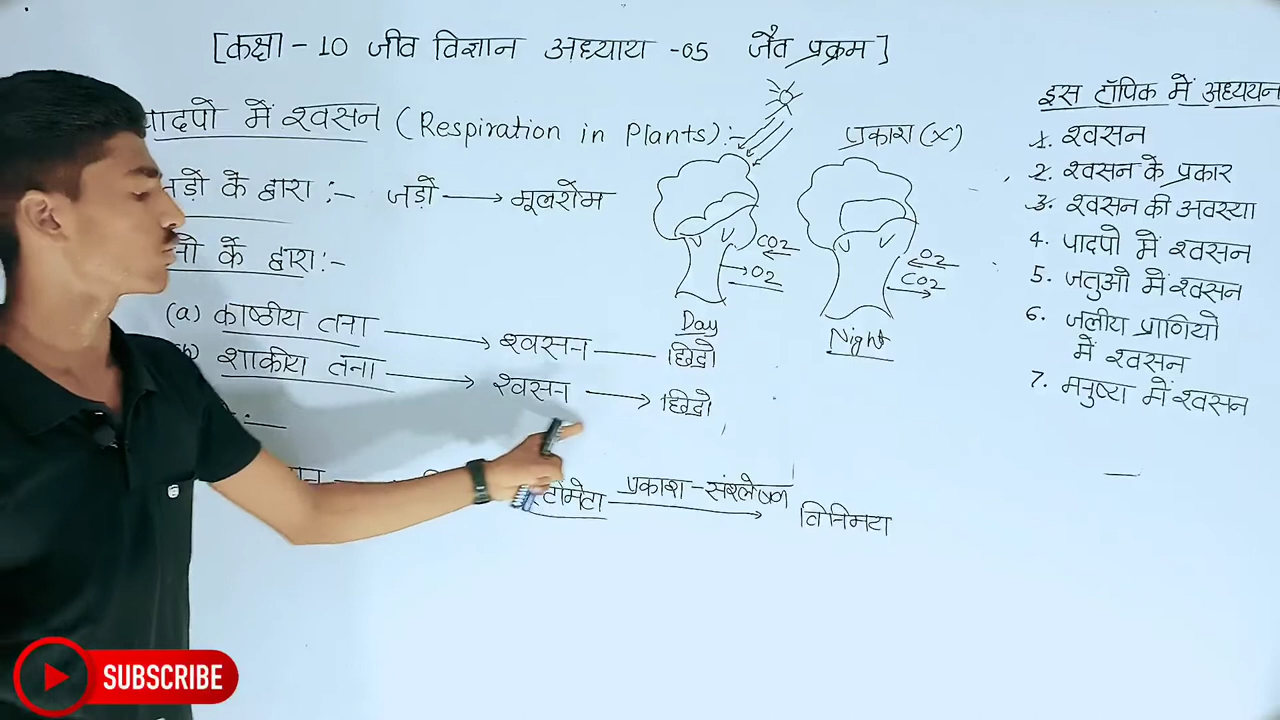 [कक्षा - 10 जीव विज्ञान अध्याय -05 जैव प्रक्रम]
पादपो में श्वसन (Respiration in Plants):-
जड़ो के द्वारा :- जड़ो → मूलरोम
के द्वारा:-
(a) काष्ठीय तना → श्वसन — छिद्रो
(b) शाकीय तना → श्वसन → छिद्रो
स्टोमेटा प्रकाश-संश्लेषण → विनिमय
CO2
O2
Day
प्रकाश (x)
O2
CO2
Night
इस टॉपिक में अध्ययन
1. श्वसन
2. श्वसन के प्रकार
3. श्वसन की अवस्था
4. पादपो में श्वसन
5. जतुओ में श्वसन
6. जलीय प्राणियो
में श्वसन
7. मनुष्य में श्वसन
SUBSCRIBE